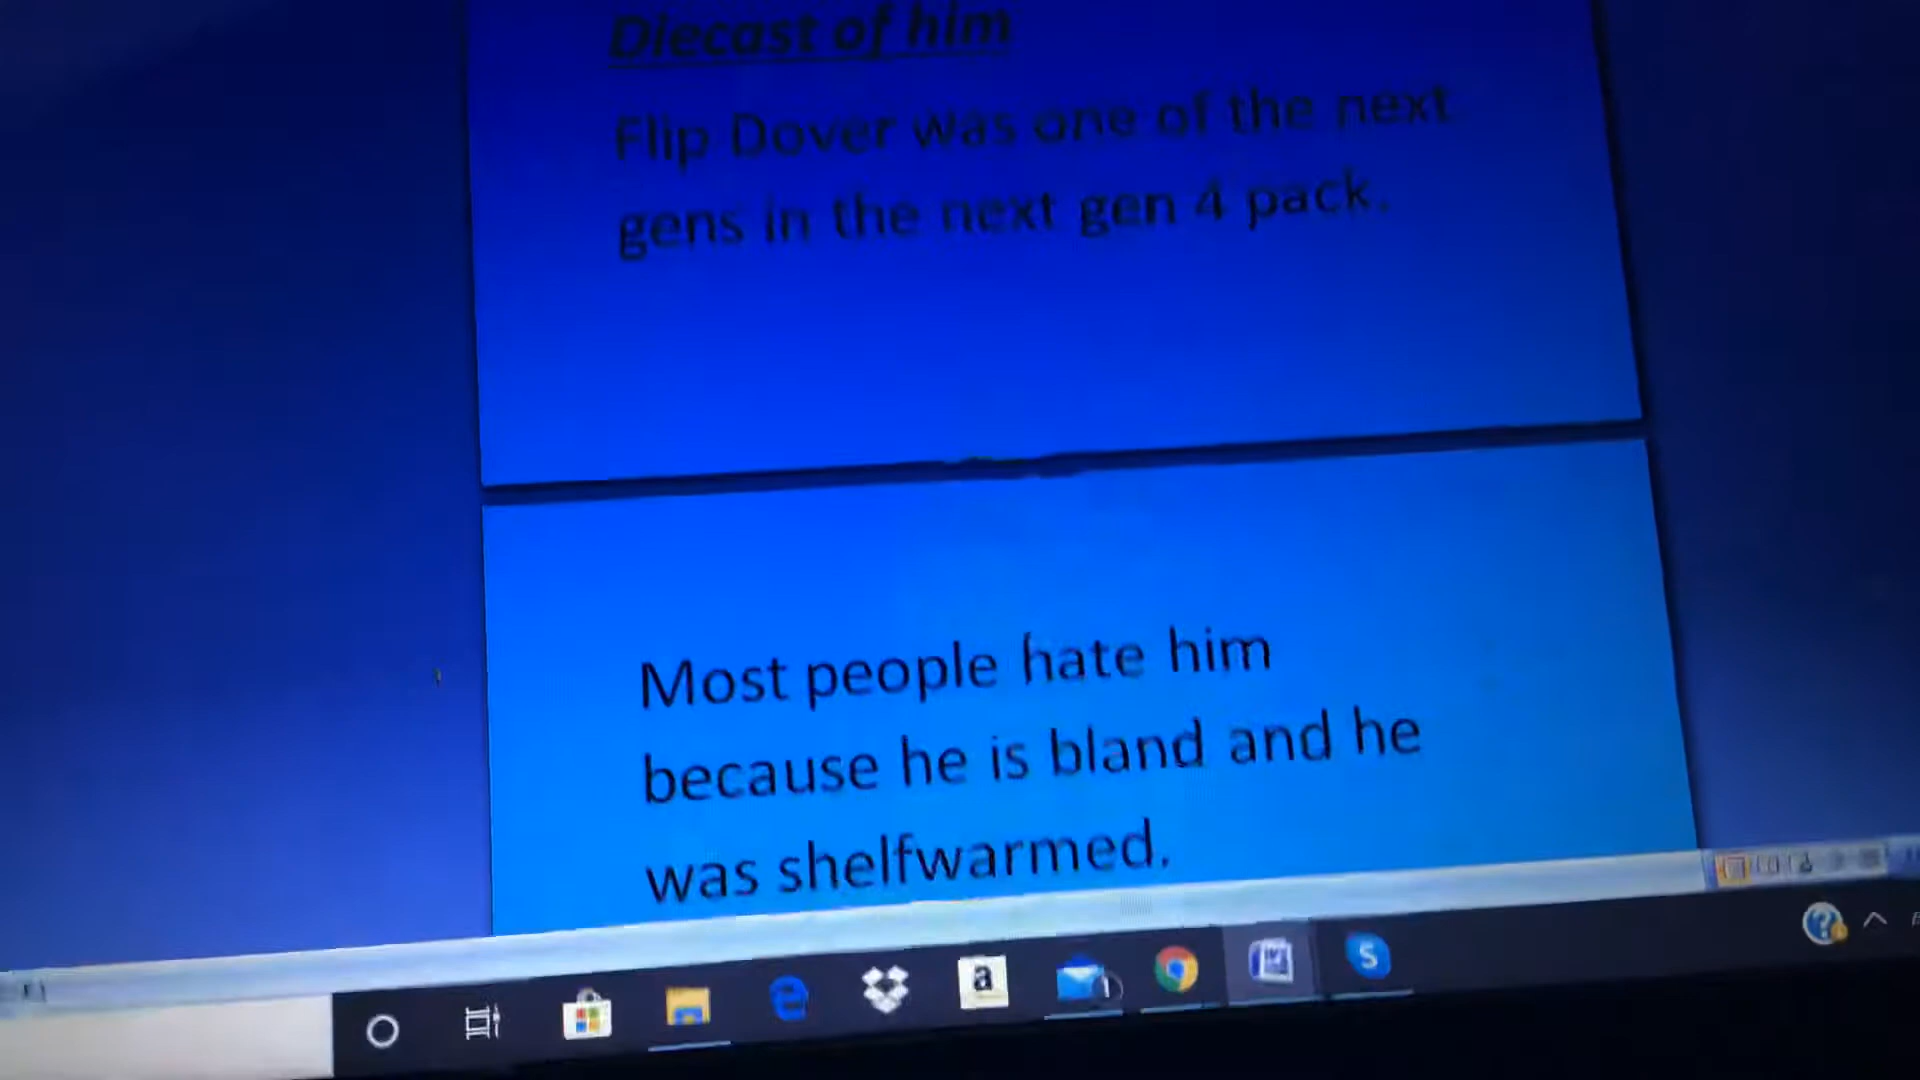 Diecast of him
Flip Dover was one of the next
gens in the next gen 4 pack.
Most people hate him
because he is bland and he
was shelfwarmed.
a
S
?